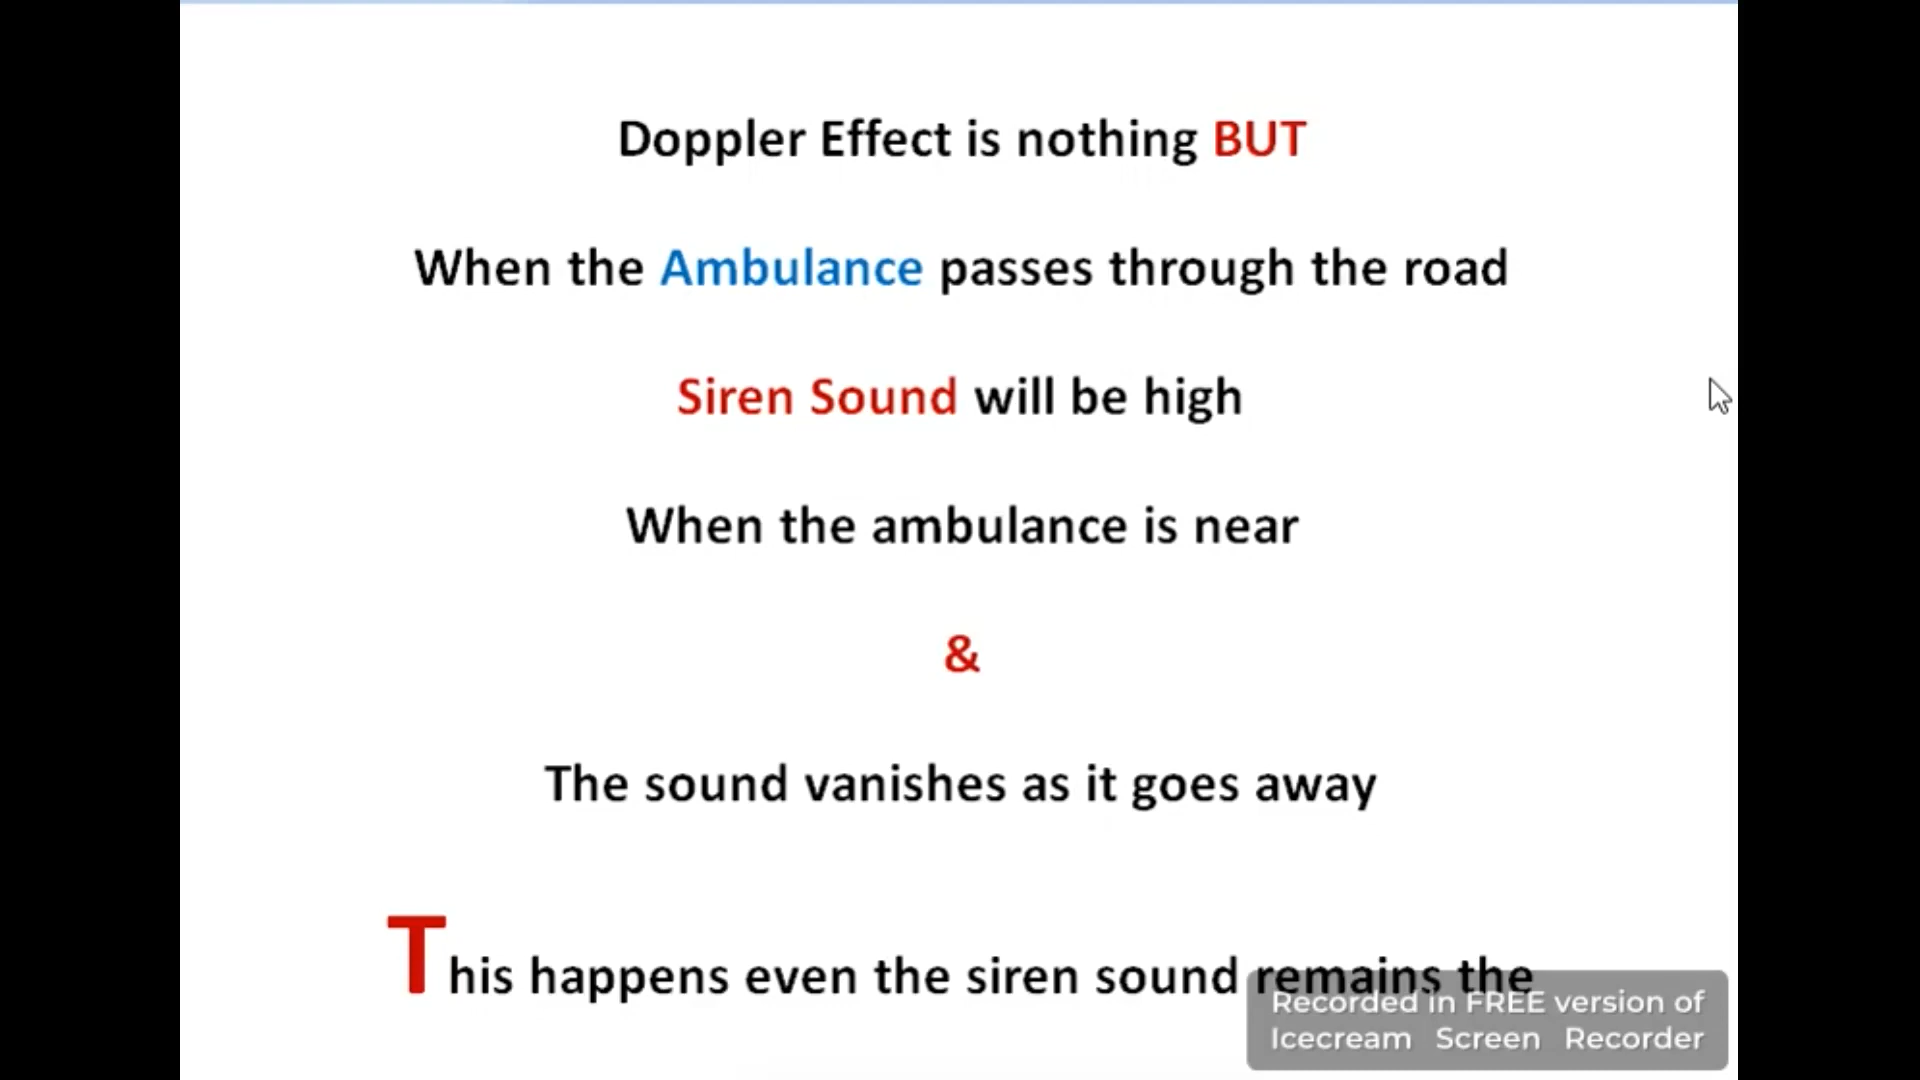 Doppler Effect is nothing BUT
When the Ambulance passes through the road
Siren Sound will be high
When the ambulance is near
&
The sound vanishes as it goes away
This happens even the siren sound remains the
Recorded in FREE version of
Icecream Screen Recorder